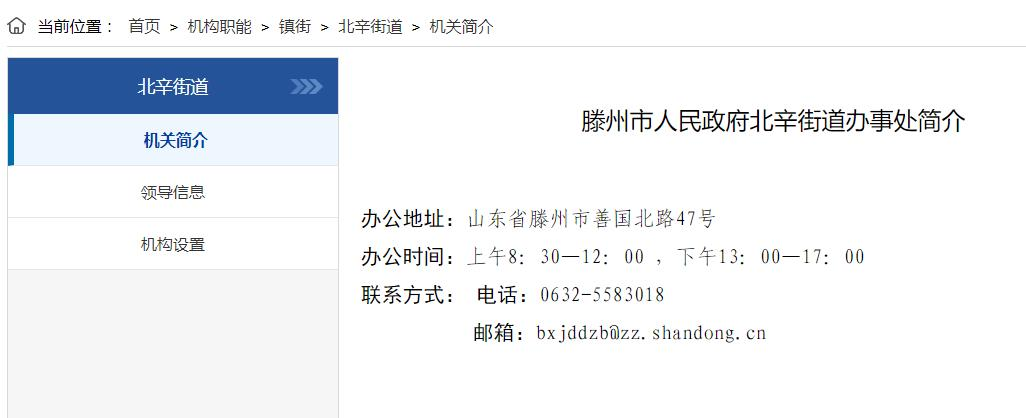 当前位置： 首页 > 机构职能 > 镇街 > 北辛街道 > 机关简介
北辛街道
机关简介
领导信息
机构设置
滕州市人民政府北辛街道办事处简介
办公地址：山东省滕州市善国北路47号
办公时间：上午8：30—12：00 ，下午13：00—17：00
联系方式： 电话：0632-5583018
邮箱：bxjddzb@zz.shandong.cn